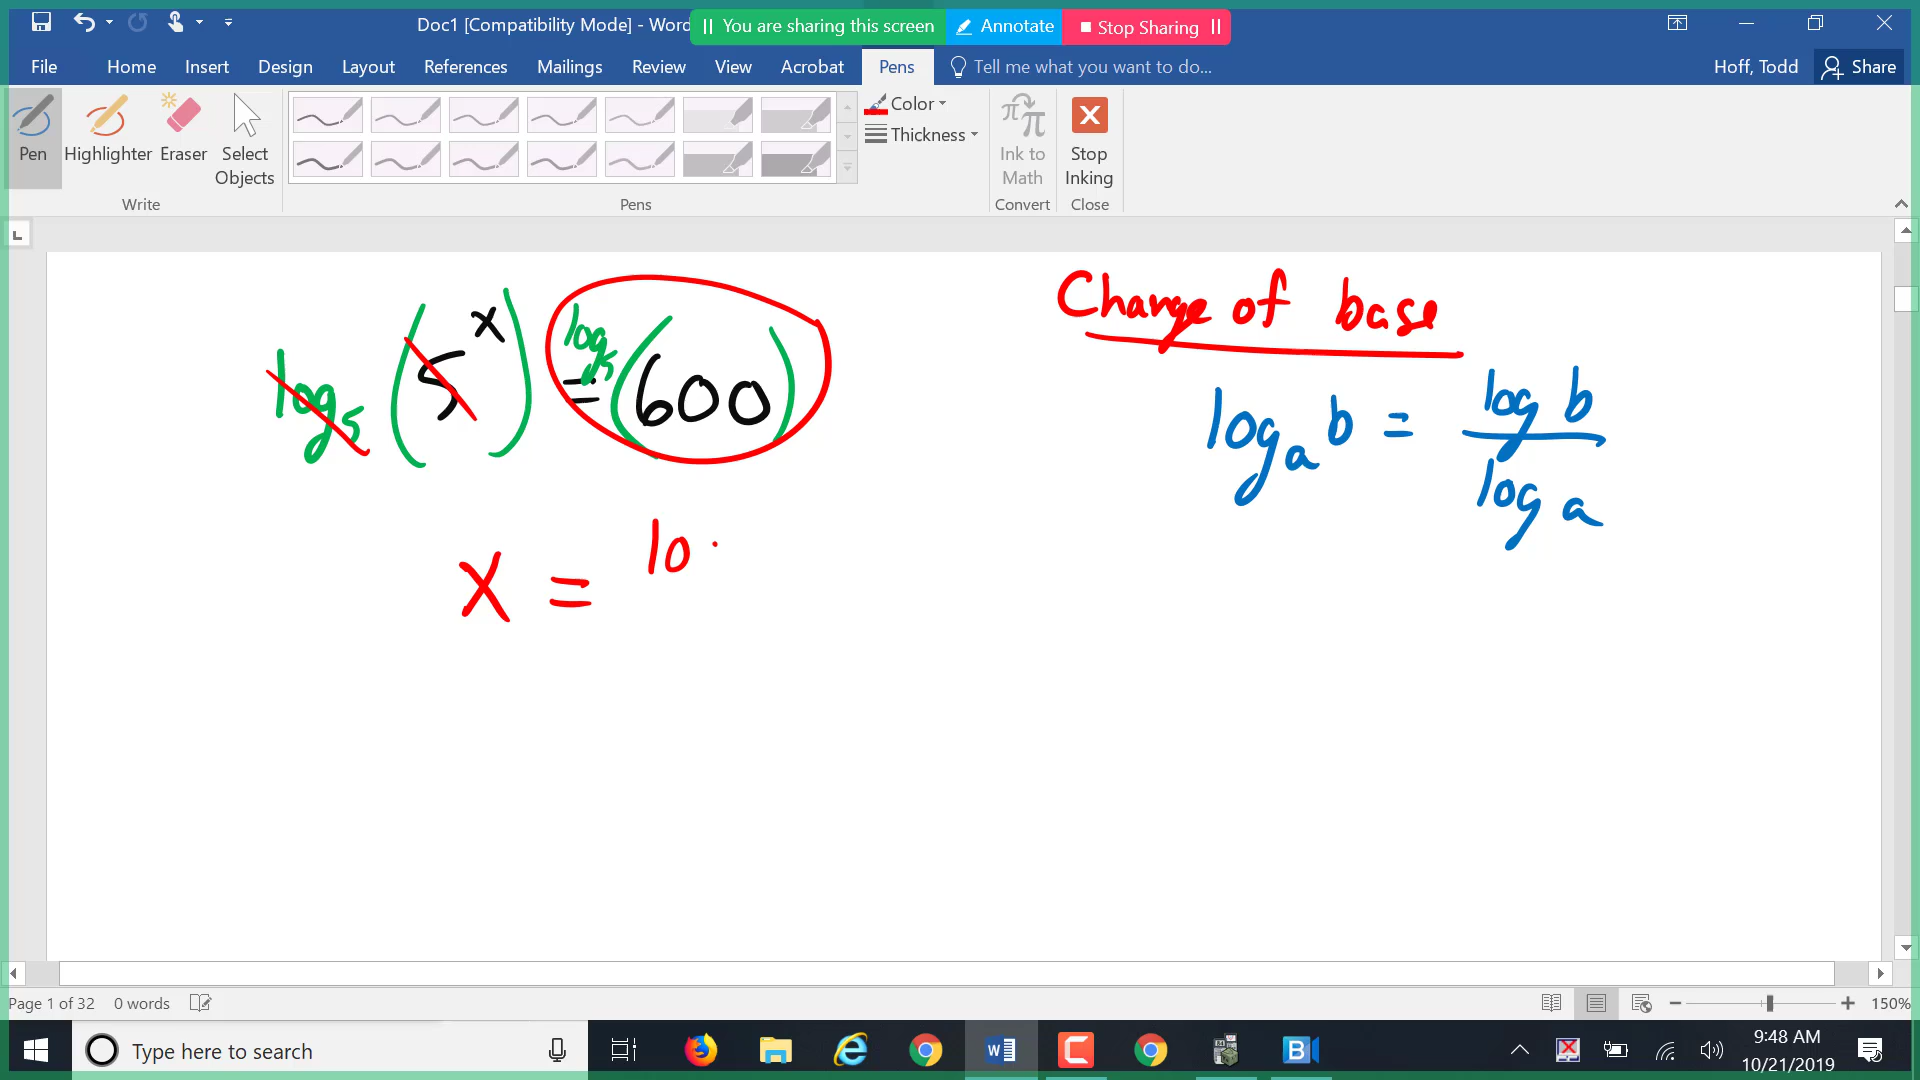 Doc1 [Compatibility Mode] - Word
You are sharing this screen
Annotate
Stop Sharing
File Home Insert Design Layout References Mailings Review View Acrobat Pens Tell me what you want to do... Hoff, Todd Share
Pen Highlighter Eraser Select Objects
Color
Thickness
Ink to Math
Stop Inking
Write Pens Convert Close
log₅(5ˣ) = log₅(600)
x = lo
Change of base
logₐ b = log b / log a
Page 1 of 32 0 words 150%
Type here to search
9:48 AM
10/21/2019